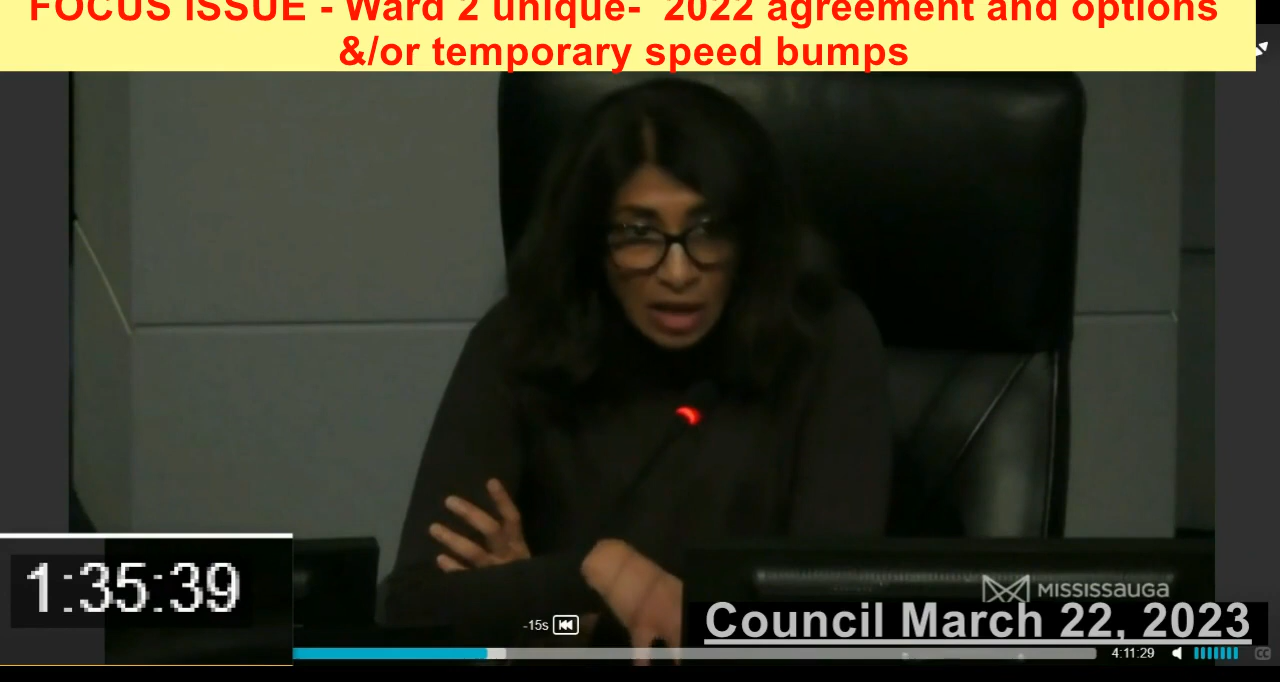 FOCUS ISSUE - Ward 2 unique- 2022 agreement and options
&/or temporary speed bumps
1:35:39
-15s
MISSISSAUGA
Council March 22, 2023
4:11:29
CC